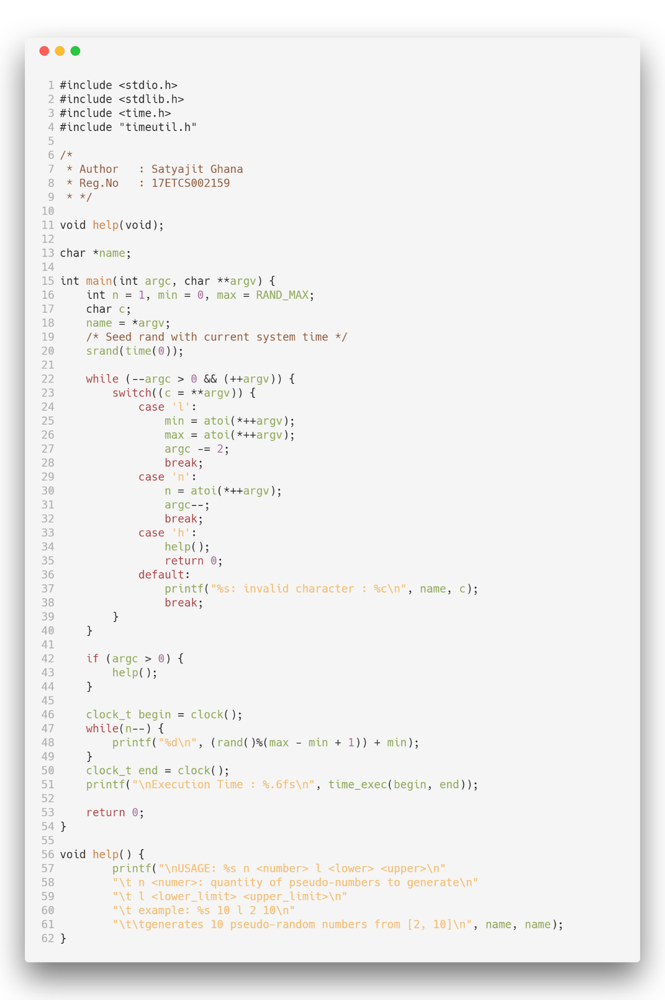 1 #include <stdio.h>
2 #include <stdlib.h>
3 #include <time.h>
4 #include "timeutil.h"
5
6 /*
7  * Author   : Satyajit Ghana
8  * Reg.No   : 17ETCS002159
9  * */
10
11 void help(void);
12
13 char *name;
14
15 int main(int argc, char **argv) {
16     int n = 1, min = 0, max = RAND_MAX;
17     char c;
18     name = *argv;
19     /* Seed rand with current system time */
20     srand(time(0));
21
22     while (--argc > 0 && (++argv)) {
23         switch((c = **argv)) {
24             case 'l':
25                 min = atoi(*++argv);
26                 max = atoi(*++argv);
27                 argc -= 2;
28                 break;
29             case 'n':
30                 n = atoi(*++argv);
31                 argc--;
32                 break;
33             case 'h':
34                 help();
35                 return 0;
36             default:
37                 printf("%s: invalid character : %c\n", name, c);
38                 break;
39         }
40     }
41
42     if (argc > 0) {
43         help();
44     }
45
46     clock_t begin = clock();
47     while(n--) {
48         printf("%d\n", (rand()%(max - min + 1)) + min);
49     }
50     clock_t end = clock();
51     printf("\nExecution Time : %.6fs\n", time_exec(begin, end));
52
53     return 0;
54 }
55
56 void help() {
57         printf("\nUSAGE: %s n <number> l <lower> <upper>\n"
58         "\t n <numer>: quantity of pseudo-numbers to generate\n"
59         "\t l <lower_limit> <upper_limit>\n"
60         "\t example: %s 10 l 2 10\n"
61         "\t\tgenerates 10 pseudo-random numbers from [2, 10]\n", name, name);
62 }